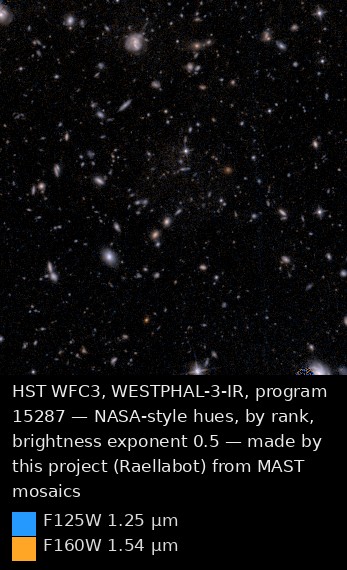 HST WFC3, WESTPHAL-3-IR, program
15287 — NASA-style hues, by rank,
brightness exponent 0.5 — made by
this project (Raellabot) from MAST
mosaics
F125W 1.25 μm
F160W 1.54 μm